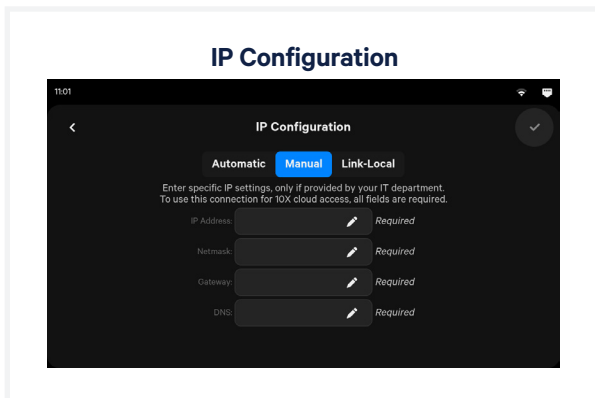 IP Configuration
11:01
IP Configuration
Automatic Manual Link-Local
Enter specific IP settings, only if provided by your IT department.
To use this connection for 10X cloud access, all fields are required.
IP Address: Required
Netmask: Required
Gateway: Required
DNS: Required